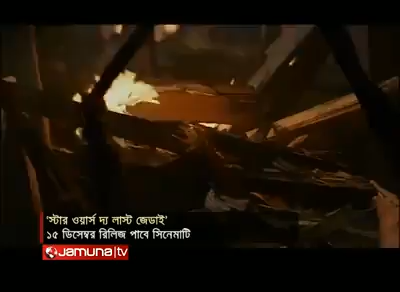 'স্টার ওয়ার্স দ্য লাস্ট জেডাই'
১৫ ডিসেম্বর রিলিজ পাবে সিনেমাটি
JAMUNA|TV